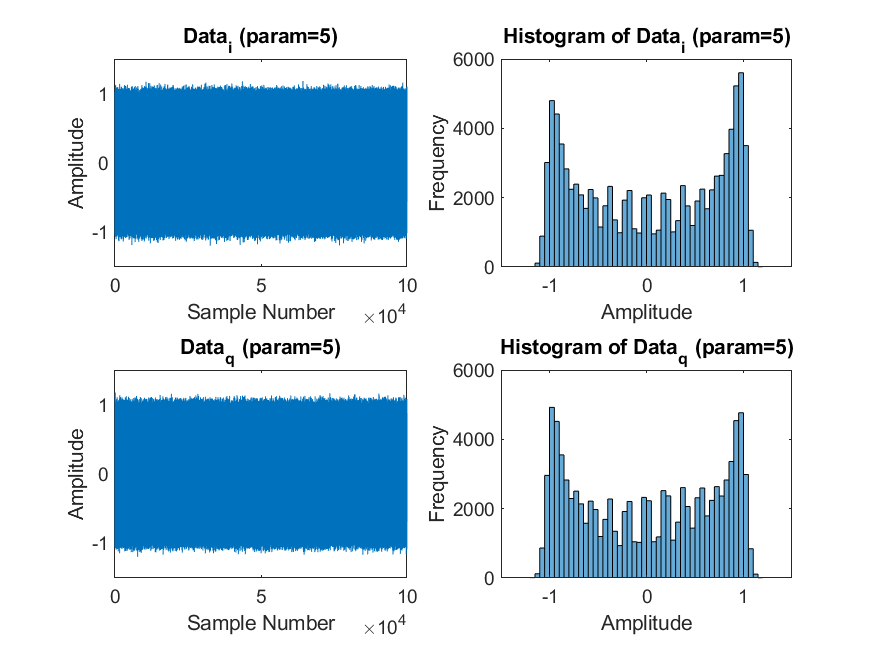 Data_i (param=5)
Amplitude
1
0
-1
0 5 10
Sample Number
×10^4
Histogram of Data_i (param=5)
Frequency
6000
4000
2000
0
-1 0 1
Amplitude
Data_q (param=5)
Amplitude
1
0
-1
0 5 10
Sample Number
×10^4
Histogram of Data_q (param=5)
Frequency
6000
4000
2000
0
-1 0 1
Amplitude